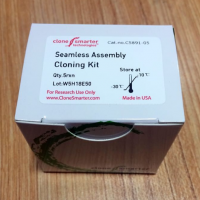 Clone Smarter
technologies
Cat.no.C5891-05
Seamless Assembly
Cloning Kit
Store at
Qty.5rxn
10°C
Lot.WSH18E50
-30°C
For Research Use Only
www.CloneSmarter.com
Made in USA